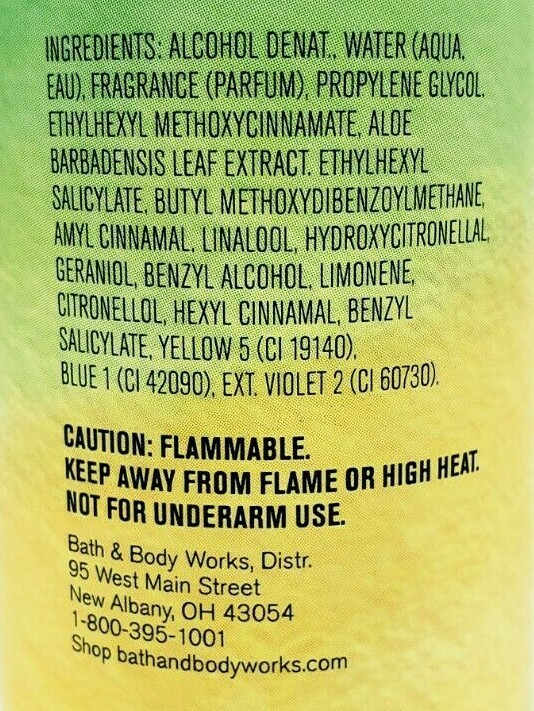 INGREDIENTS: ALCOHOL DENAT., WATER (AQUA,
EAU), FRAGRANCE (PARFUM), PROPYLENE GLYCOL,
ETHYLHEXYL METHOXYCINNAMATE, ALOE
BARBADENSIS LEAF EXTRACT, ETHYLHEXYL
SALICYLATE, BUTYL METHOXYDIBENZOYLMETHANE,
AMYL CINNAMAL, LINALOOL, HYDROXYCITRONELLAL,
GERANIOL, BENZYL ALCOHOL, LIMONENE,
CITRONELLOL, HEXYL CINNAMAL, BENZYL
SALICYLATE, YELLOW 5 (CI 19140),
BLUE 1 (CI 42090), EXT. VIOLET 2 (CI 60730).
CAUTION: FLAMMABLE.
KEEP AWAY FROM FLAME OR HIGH HEAT.
NOT FOR UNDERARM USE.
Bath & Body Works, Distr.
95 West Main Street
New Albany, OH 43054
1-800-395-1001
Shop bathandbodyworks.com